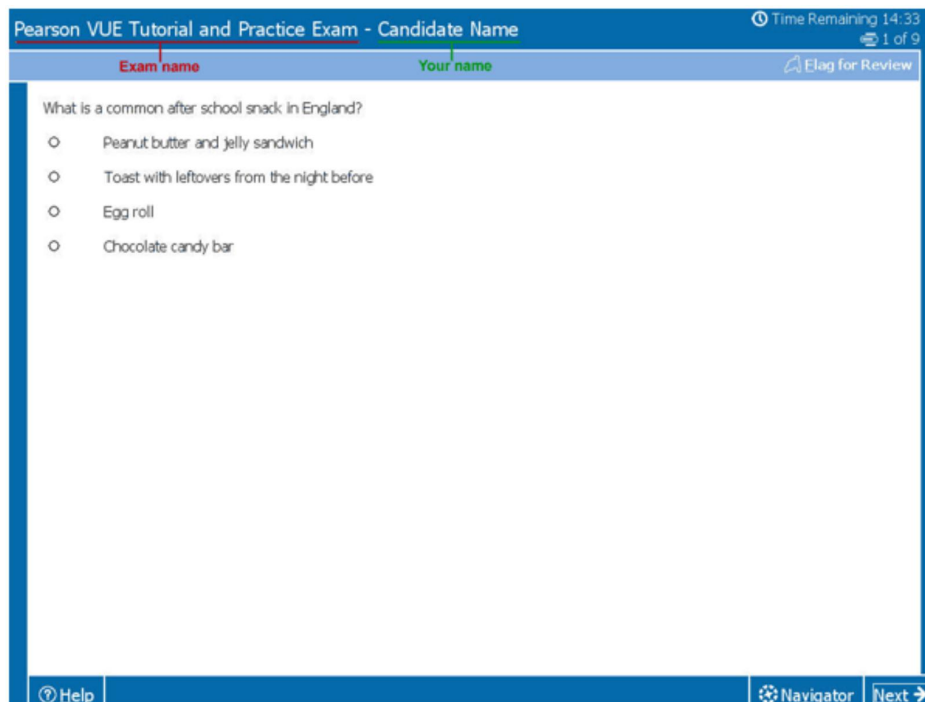 Pearson VUE Tutorial and Practice Exam - Candidate Name
Time Remaining 14:33
1 of 9
Exam name
Your name
Flag for Review
What is a common after school snack in England?
Peanut butter and jelly sandwich
Toast with leftovers from the night before
Egg roll
Chocolate candy bar
Help
Navigator
Next